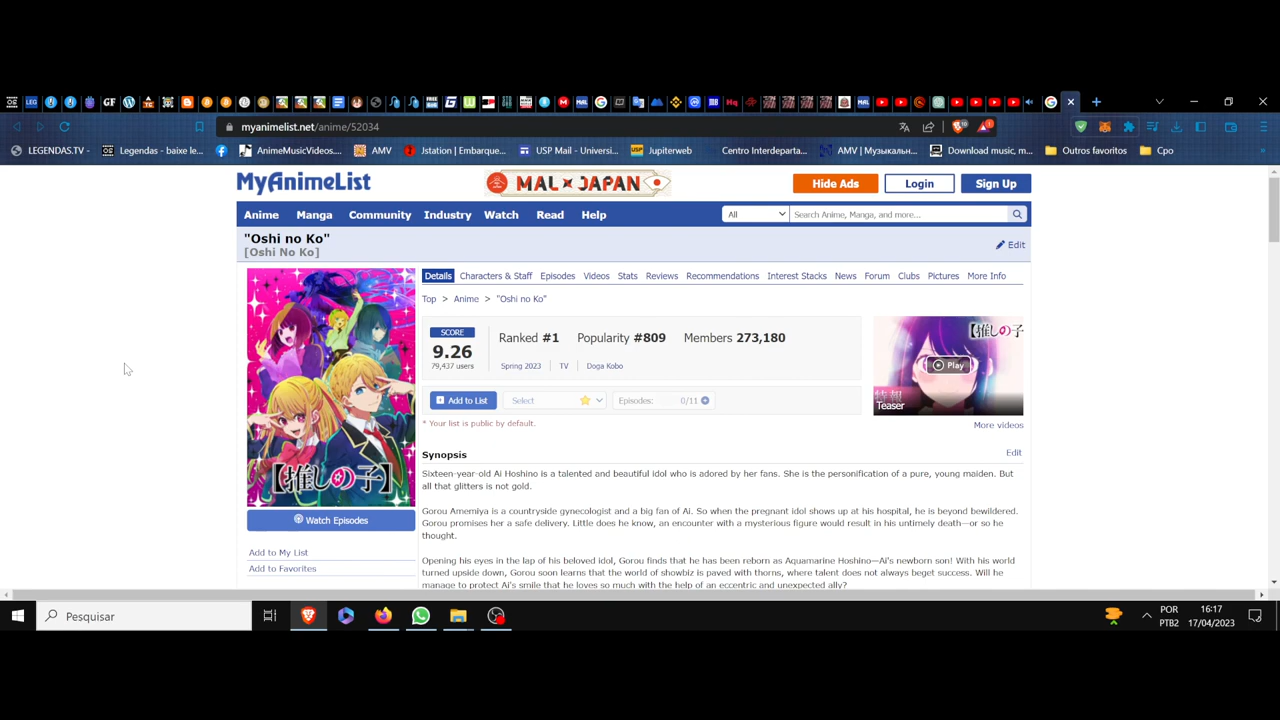 myanimelist.net/anime/52034
LEGENDAS.TV -
Legendas - baixe le...
AnimeMusicVideos....
AMV
Jstation | Embarque...
USP Mail - Universi...
Jupiterweb
Centro Interdeparta...
AMV | Музыкальн...
Download music, m...
Outros favoritos
Cpo
MyAnimeList
MAL x JAPAN
Hide Ads
Login
Sign Up
Anime Manga Community Industry Watch Read Help
All
Search Anime, Manga, and more...
"Oshi no Ko"
[Oshi No Ko]
Edit
【推しの子】
Watch Episodes
Add to My List
Add to Favorites
Details Characters & Staff Episodes Videos Stats Reviews Recommendations Interest Stacks News Forum Clubs Pictures More Info
Top > Anime > "Oshi no Ko"
SCORE
9.26
79,437 users
Ranked #1 Popularity #809 Members 273,180
Spring 2023 TV Doga Kobo
Add to List
Select
Episodes: 0/11
* Your list is public by default.
【推しの子】
Play
特報
Teaser
More videos
Synopsis
Edit
Sixteen-year-old Ai Hoshino is a talented and beautiful idol who is adored by her fans. She is the personification of a pure, young maiden. But
all that glitters is not gold.
Gorou Amemiya is a countryside gynecologist and a big fan of Ai. So when the pregnant idol shows up at his hospital, he is beyond bewildered.
Gorou promises her a safe delivery. Little does he know, an encounter with a mysterious figure would result in his untimely death—or so he
thought.
Opening his eyes in the lap of his beloved idol, Gorou finds that he has been reborn as Aquamarine Hoshino—Ai's newborn son! With his world
turned upside down, Gorou soon learns that the world of showbiz is paved with thorns, where talent does not always beget success. Will he
manage to protect Ai's smile that he loves so much with the help of an eccentric and unexpected ally?
Pesquisar
POR
PTB2
16:17
17/04/2023